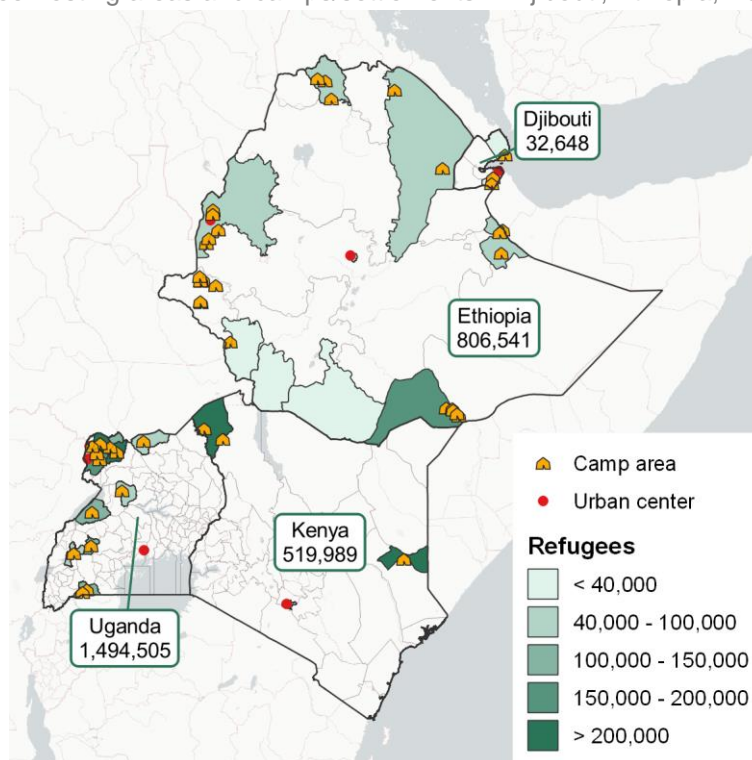 Djibouti
32,648
Ethiopia
806,541
Kenya
519,989
Uganda
1,494,505
Camp area
Urban center
Refugees
< 40,000
40,000 - 100,000
100,000 - 150,000
150,000 - 200,000
> 200,000